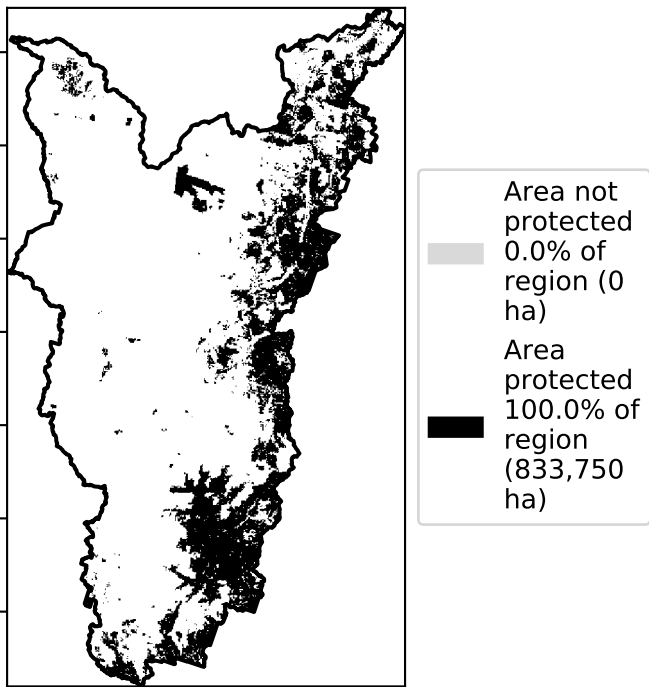 Area not
protected
0.0% of
region (0
ha)
Area
protected
100.0% of
region
(833,750
ha)